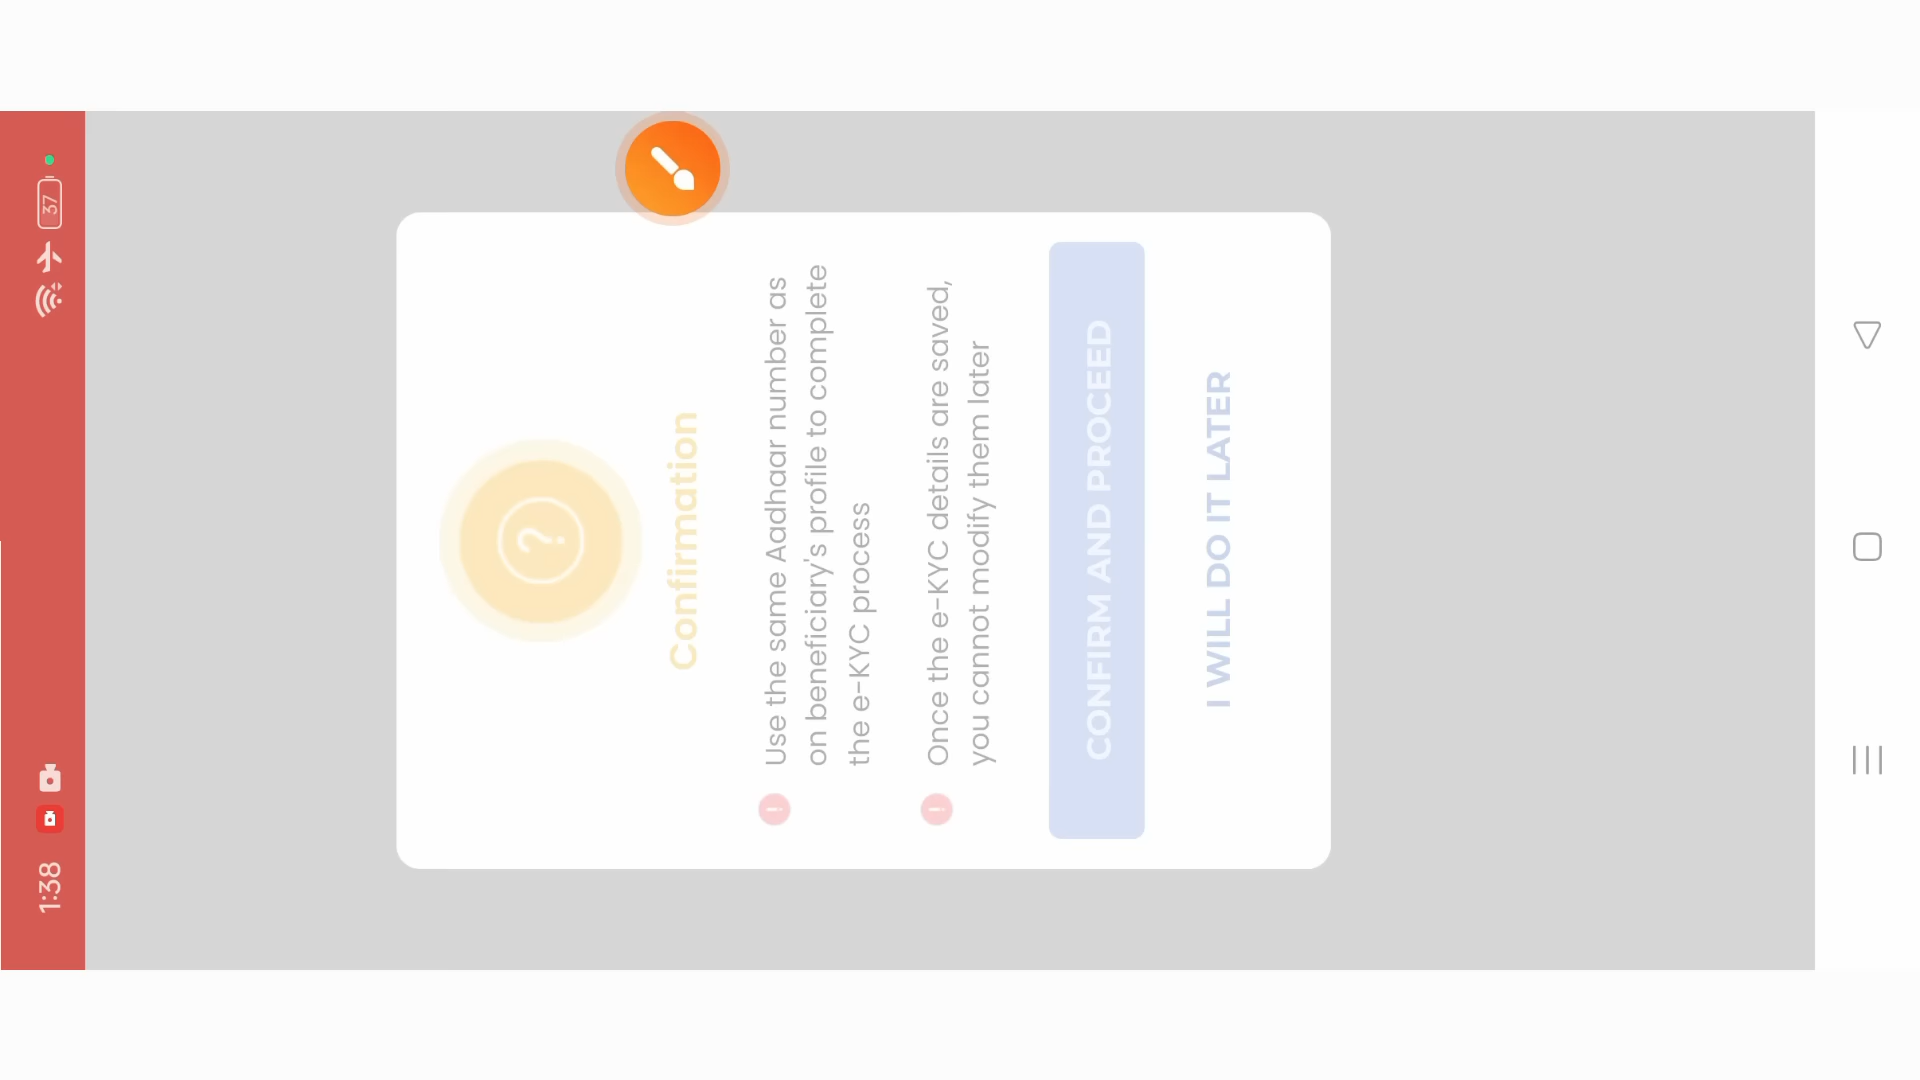 1:38
37
?
Confirmation
! Use the same Aadhaar number as
on beneficiary's profile to complete
the e-KYC process
! Once the e-KYC details are saved,
you cannot modify them later
CONFIRM AND PROCEED
I WILL DO IT LATER